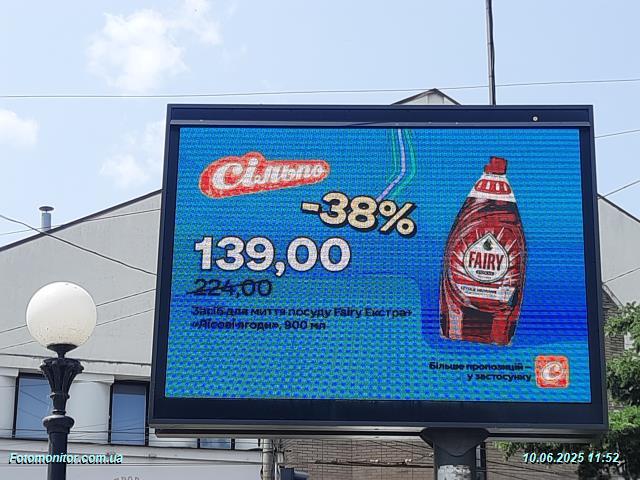 Сільпо
-38%
139,00
224,00
Засіб для миття посуду Fairy Екстра+
«Лісові ягоди», 900 мл
FAIRY
Більше пропозицій –
у застосунку
Fotomonitor.com.ua
10.06.2025 11:52